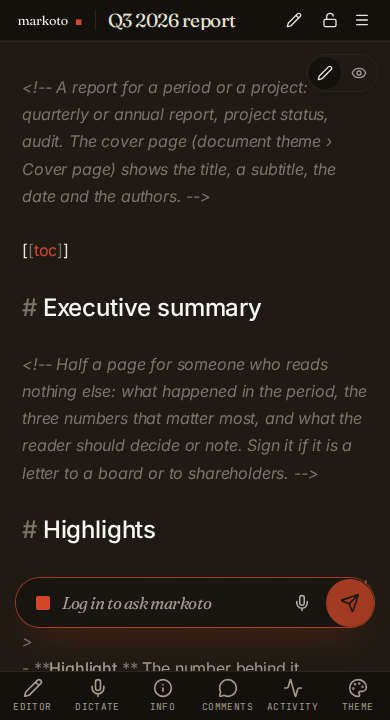 markoto
Q3 2026 report
<!-- A report for a period or a project:
quarterly or annual report, project status,
audit. The cover page (document theme ›
Cover page) shows the title, a subtitle, the
date and the authors. -->
[[toc]]
# Executive summary
<!-- Half a page for someone who reads
nothing else: what happened in the period, the
three numbers that matter most, and what the
reader should decide or note. Sign it if it is a
letter to a board or to shareholders. -->
# Highlights
Log in to ask markoto
>
- **Highlight.** The number behind it
EDITOR DICTATE INFO COMMENTS ACTIVITY THEME